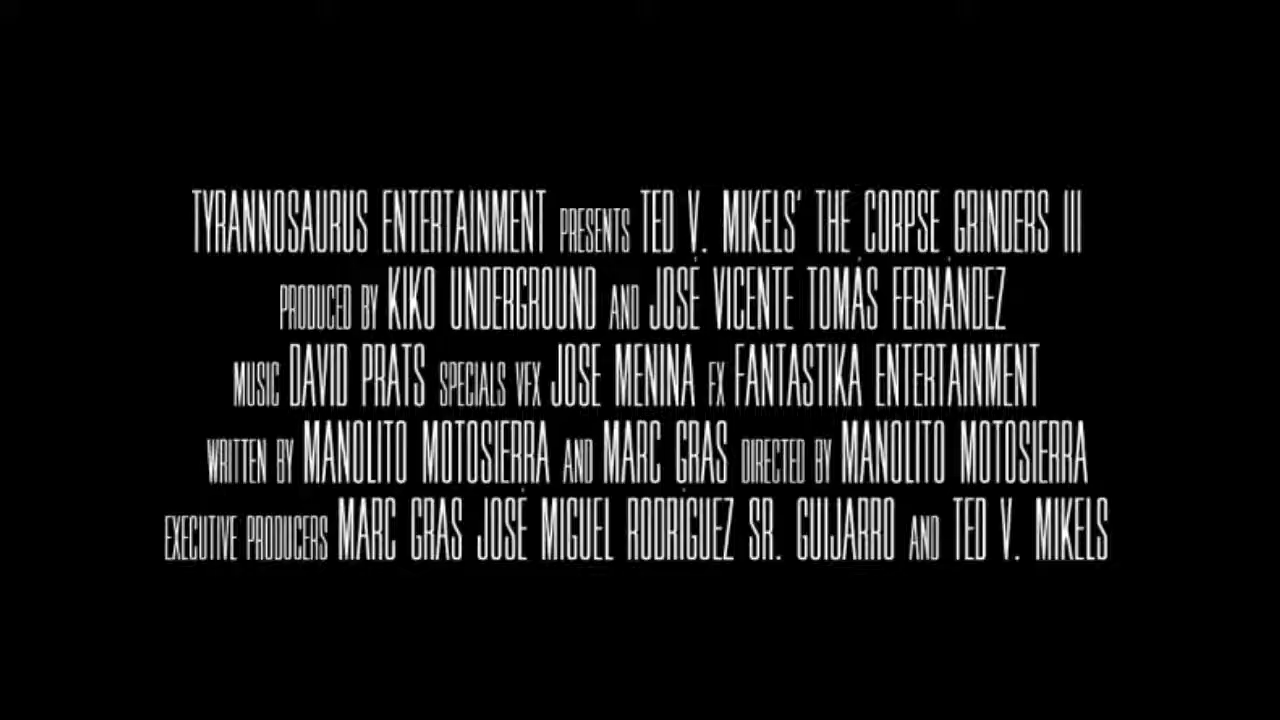 TYRANNOSAURUS ENTERTAINMENT PRESENTS TED V. MIKELS' THE CORPSE GRINDERS III
PRODUCED BY KIKO UNDERGROUND AND JOSÉ VICENTE TOMÁS FERNÁNDEZ
MUSIC DAVID PRATS SPECIALS VFX JOSE MENINA FX FANTASTIKA ENTERTAINMENT
WRITTEN BY MANOLITO MOTOSIERRA AND MARC GRAS DIRECTED BY MANOLITO MOTOSIERRA
EXECUTIVE PRODUCERS MARC GRAS JOSÉ MIGUEL RODRÍGUEZ SR. GUIJARRO AND TED V. MIKELS